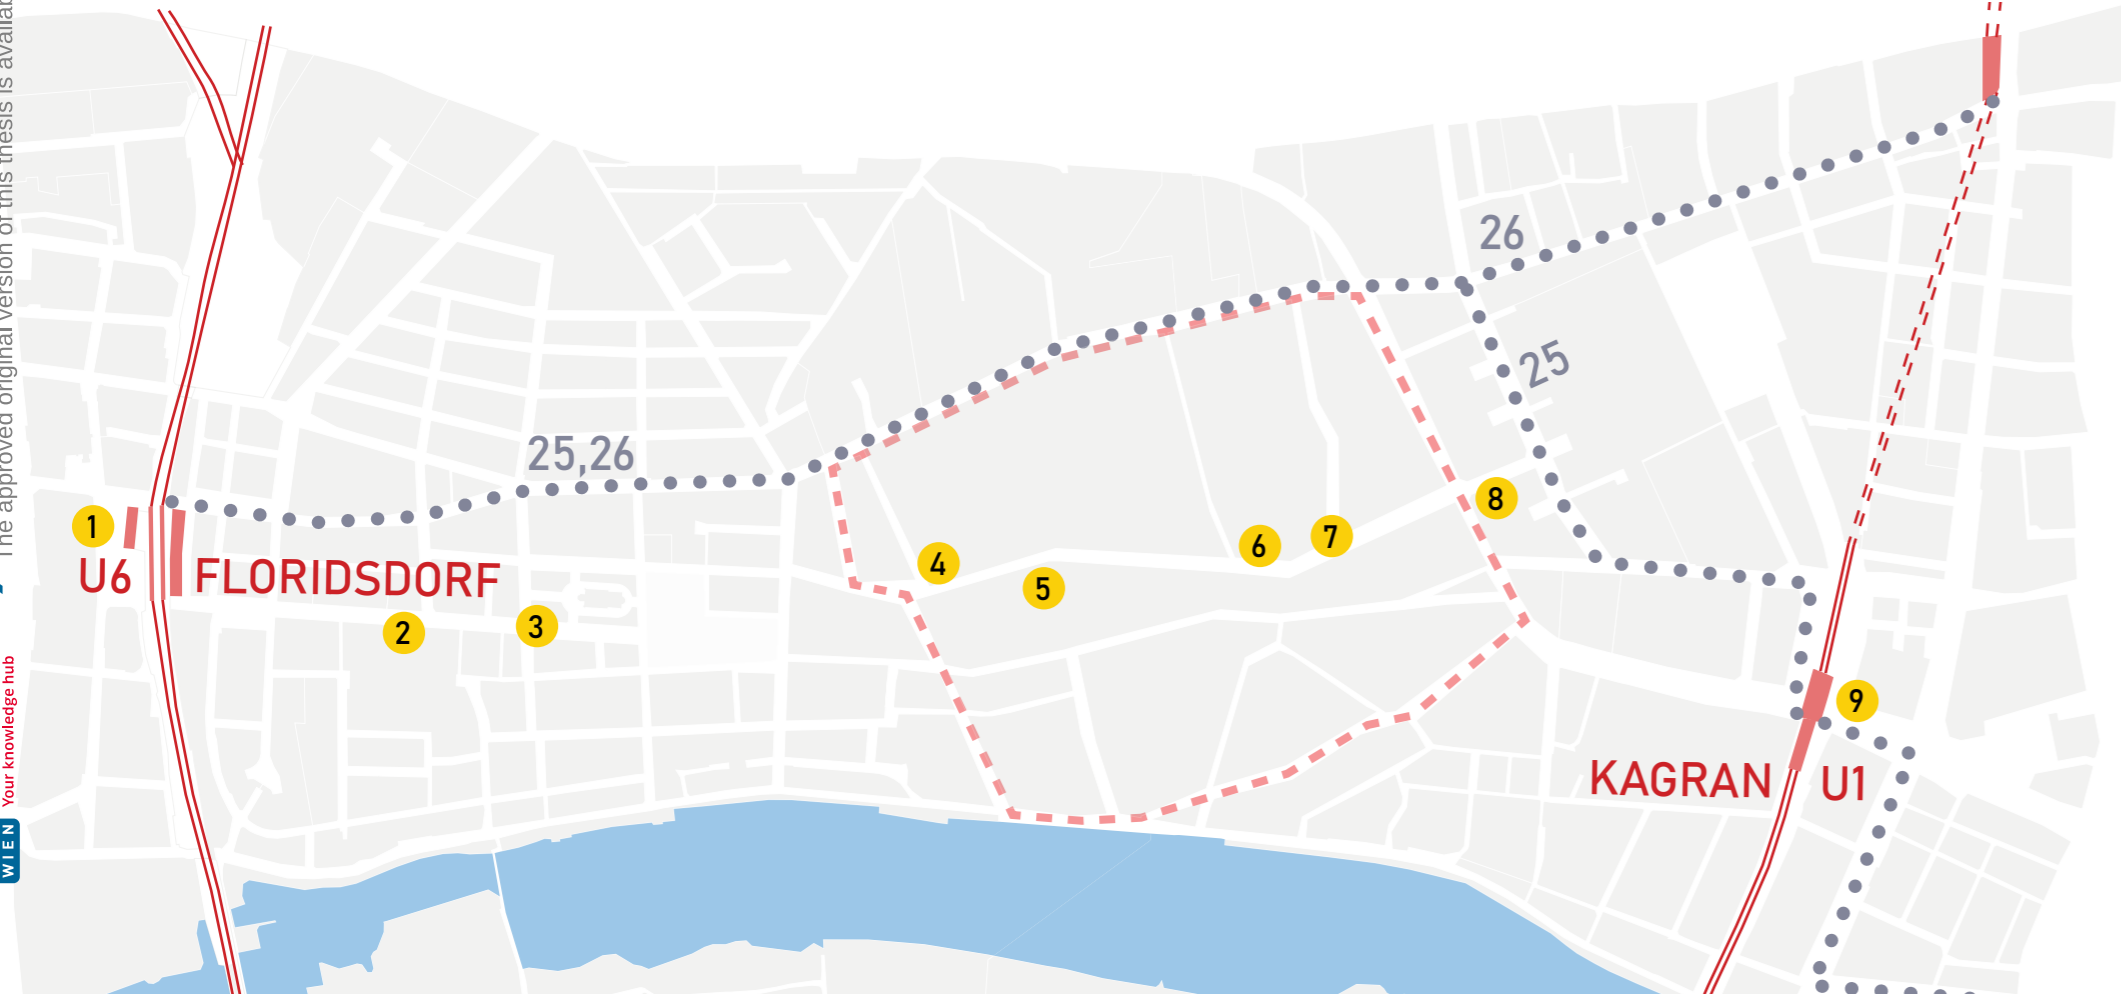 The approved original version of this thesis is availab
Your knowledge hub
WIEN
26
25
25,26
1
U6
FLORIDSDORF
2
3
4
5
6
7
8
9
KAGRAN
U1